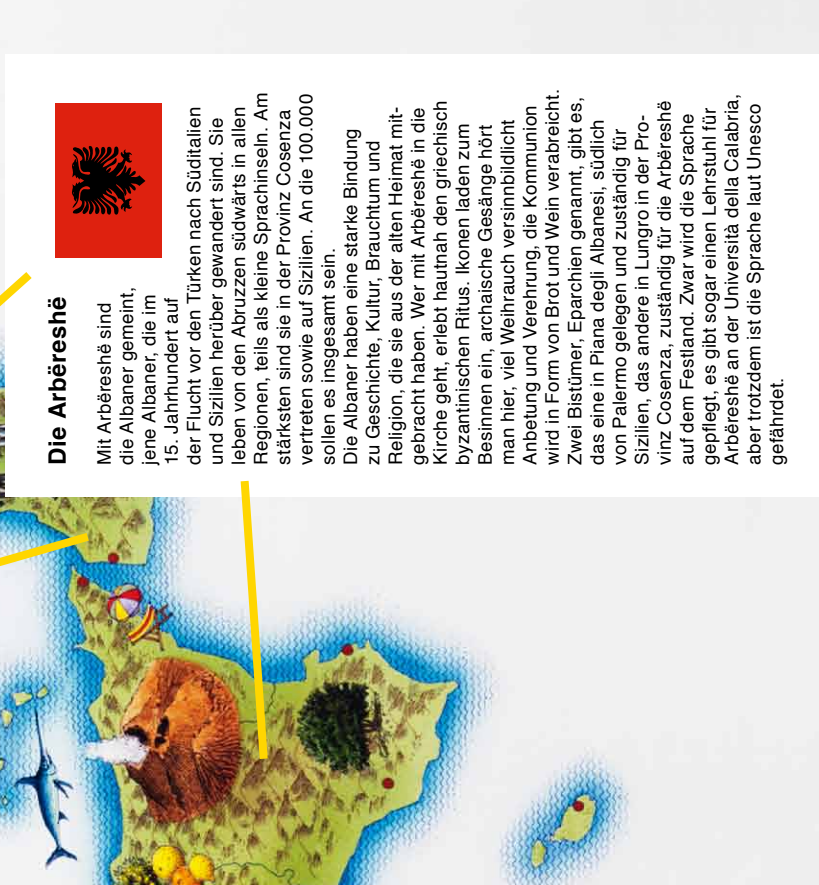 Die Arbëreshë
Mit Arbëreshë sind
die Albaner gemeint,
jene Albaner, die im
15. Jahrhundert auf
der Flucht vor den Türken nach Süditalien
und Sizilien herüber gewandert sind. Sie
leben von den Abruzzen südwärts in allen
Regionen, teils als kleine Sprachinseln. Am
stärksten sind sie in der Provinz Cosenza
vertreten sowie auf Sizilien. An die 100.000
sollen es insgesamt sein.
Die Albaner haben eine starke Bindung
zu Geschichte, Kultur, Brauchtum und
Religion, die sie aus der alten Heimat mit-
gebracht haben. Wer mit Arbëreshë in die
Kirche geht, erlebt hautnah den griechisch
byzantinischen Ritus. Ikonen laden zum
Besinnen ein, archaische Gesänge hört
man hier, viel Weihrauch versinnbildlicht
Anbetung und Verehrung, die Kommunion
wird in Form von Brot und Wein verabreicht.
Zwei Bistümer, Eparchien genannt, gibt es,
das eine in Piana degli Albanesi, südlich
von Palermo gelegen und zuständig für
Sizilien, das andere in Lungro in der Pro-
vinz Cosenza, zuständig für die Arbëreshë
auf dem Festland. Zwar wird die Sprache
gepflegt, es gibt sogar einen Lehrstuhl für
Arbëreshë an der Università della Calabria,
aber trotzdem ist die Sprache laut Unesco
gefährdet.